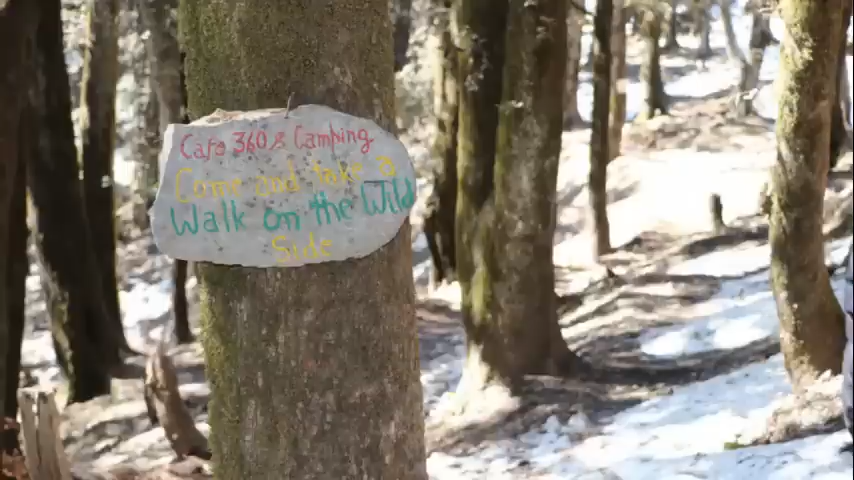 Cafe 360 & Camping
Come and take a
Walk on the Wild
Side